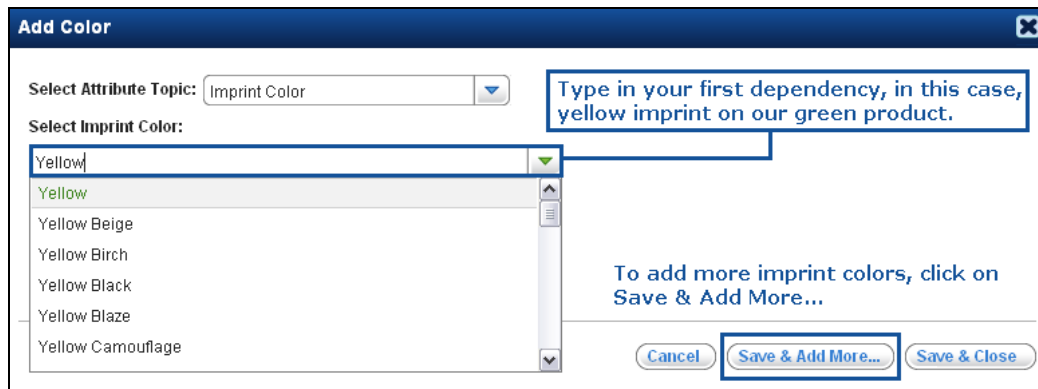 Add Color
Select Attribute Topic: Imprint Color
Type in your first dependency, in this case,
yellow imprint on our green product.
Select Imprint Color:
Yellow
Yellow
Yellow Beige
Yellow Birch
Yellow Black
Yellow Blaze
Yellow Camouflage
To add more imprint colors, click on
Save & Add More...
Cancel Save & Add More... Save & Close